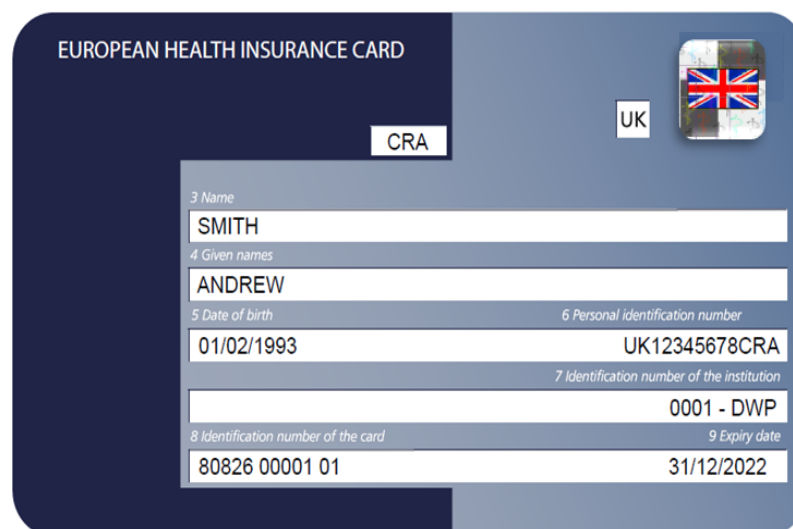 EUROPEAN HEALTH INSURANCE CARD
UK
CRA
3 Name
SMITH
4 Given names
ANDREW
5 Date of birth 6 Personal identification number
01/02/1993 UK12345678CRA
7 Identification number of the institution
0001 - DWP
8 Identification number of the card 9 Expiry date
80826 00001 01 31/12/2022